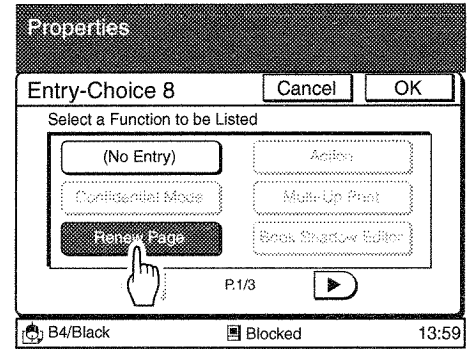 Properties
Entry-Choice 8
Cancel
OK
Select a Function to be Listed
(No Entry)
Action
Confidential Mode
Multi-Up Print
Renew Page
Book Shadow Editor
P.1/3
B4/Black
Blocked
13:59